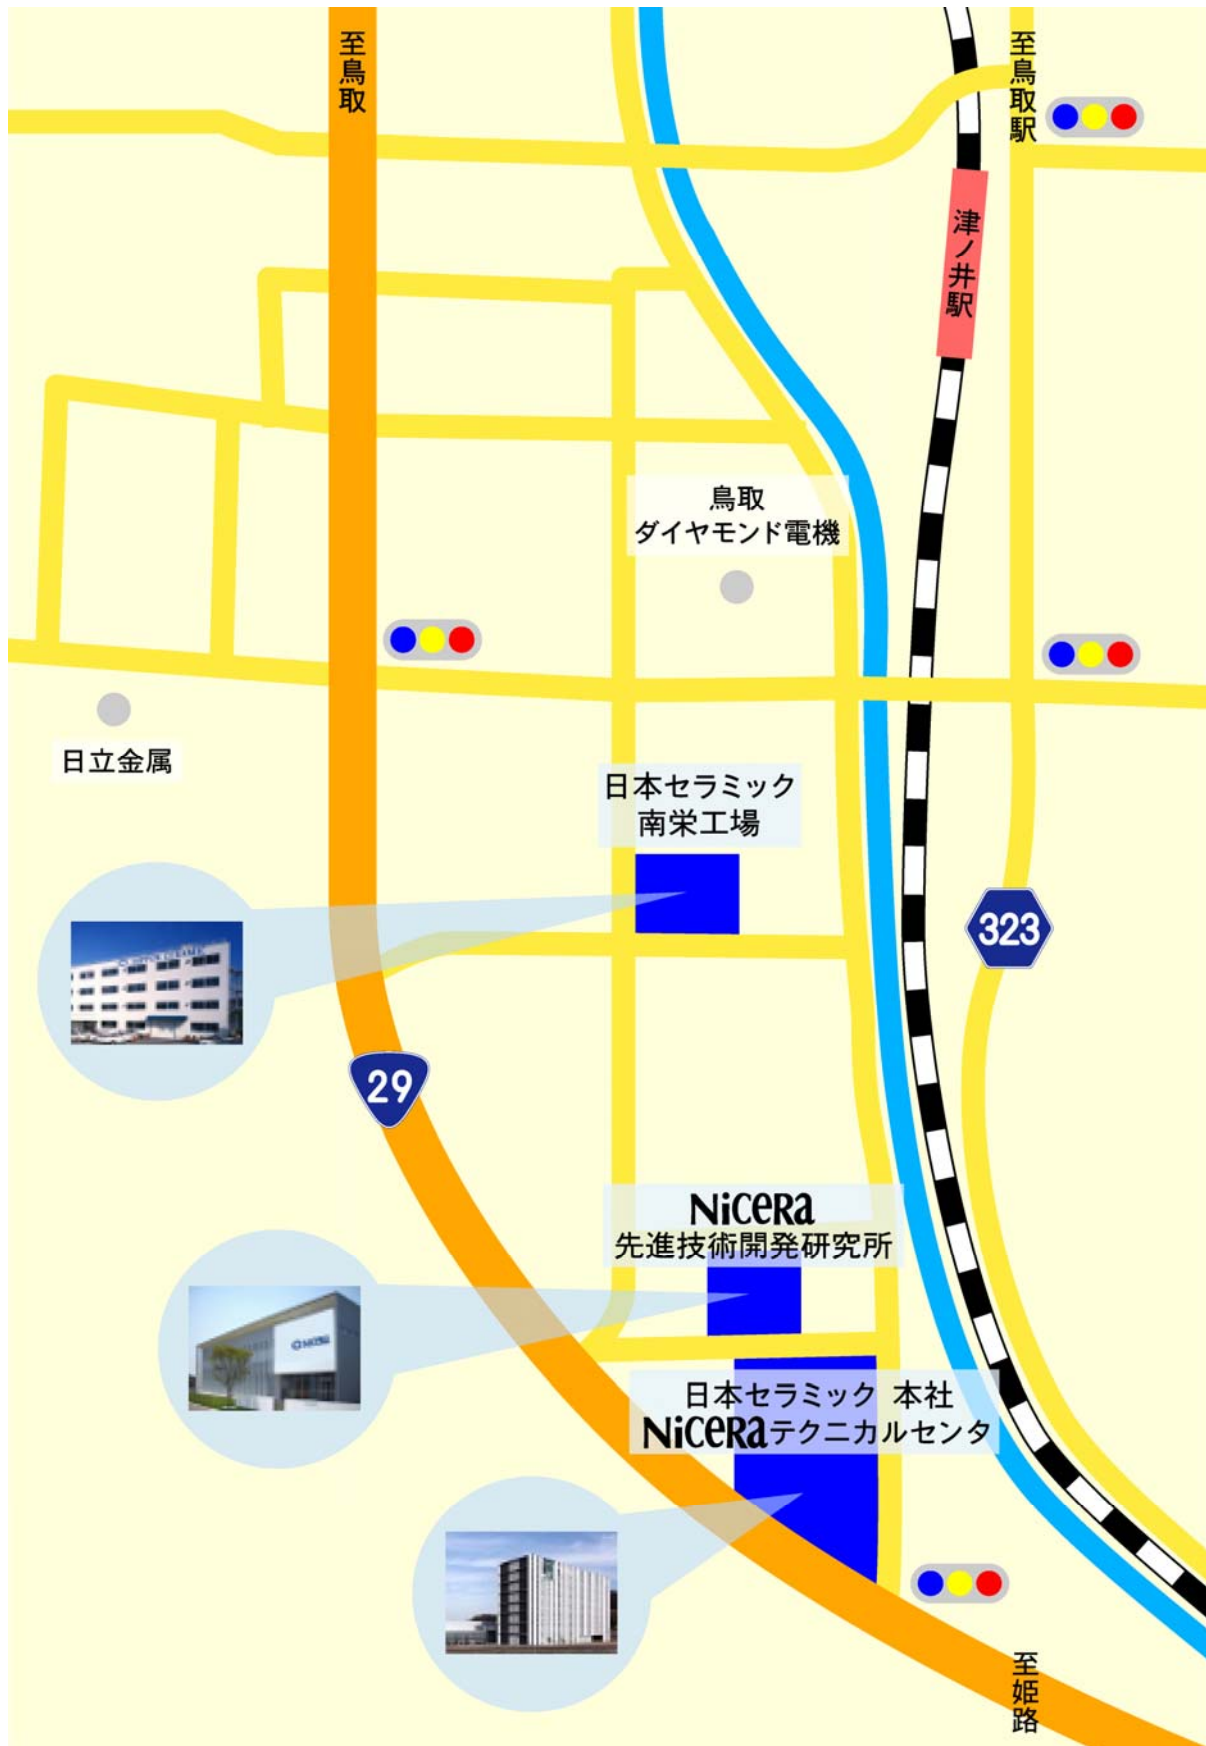 至鳥取
至鳥取駅
津ノ井駅
鳥取
ダイヤモンド電機
日立金属
日本セラミック
南栄工場
323
29
NiCERa
先進技術開発研究所
日本セラミック 本社
NiCERaテクニカルセンタ
至姫路